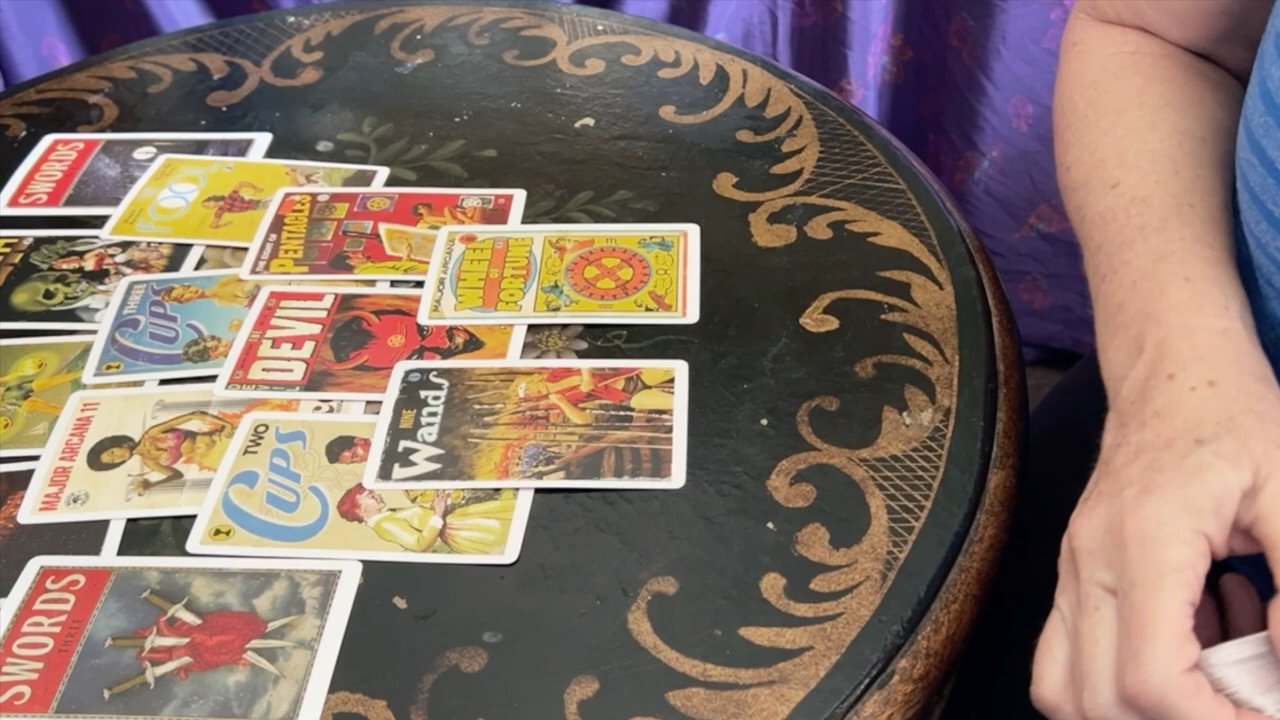 SWORDS
THE
FOOL
THE EIGHT OF
PENTACLES
MAJOR ARCANA
WHEEL
OF
FORTUNE
THREE
CUPS
THE
DEVIL
NINE
Wands
MAJOR ARCANA 11
TWO
CUPS
SWORDS
THREE